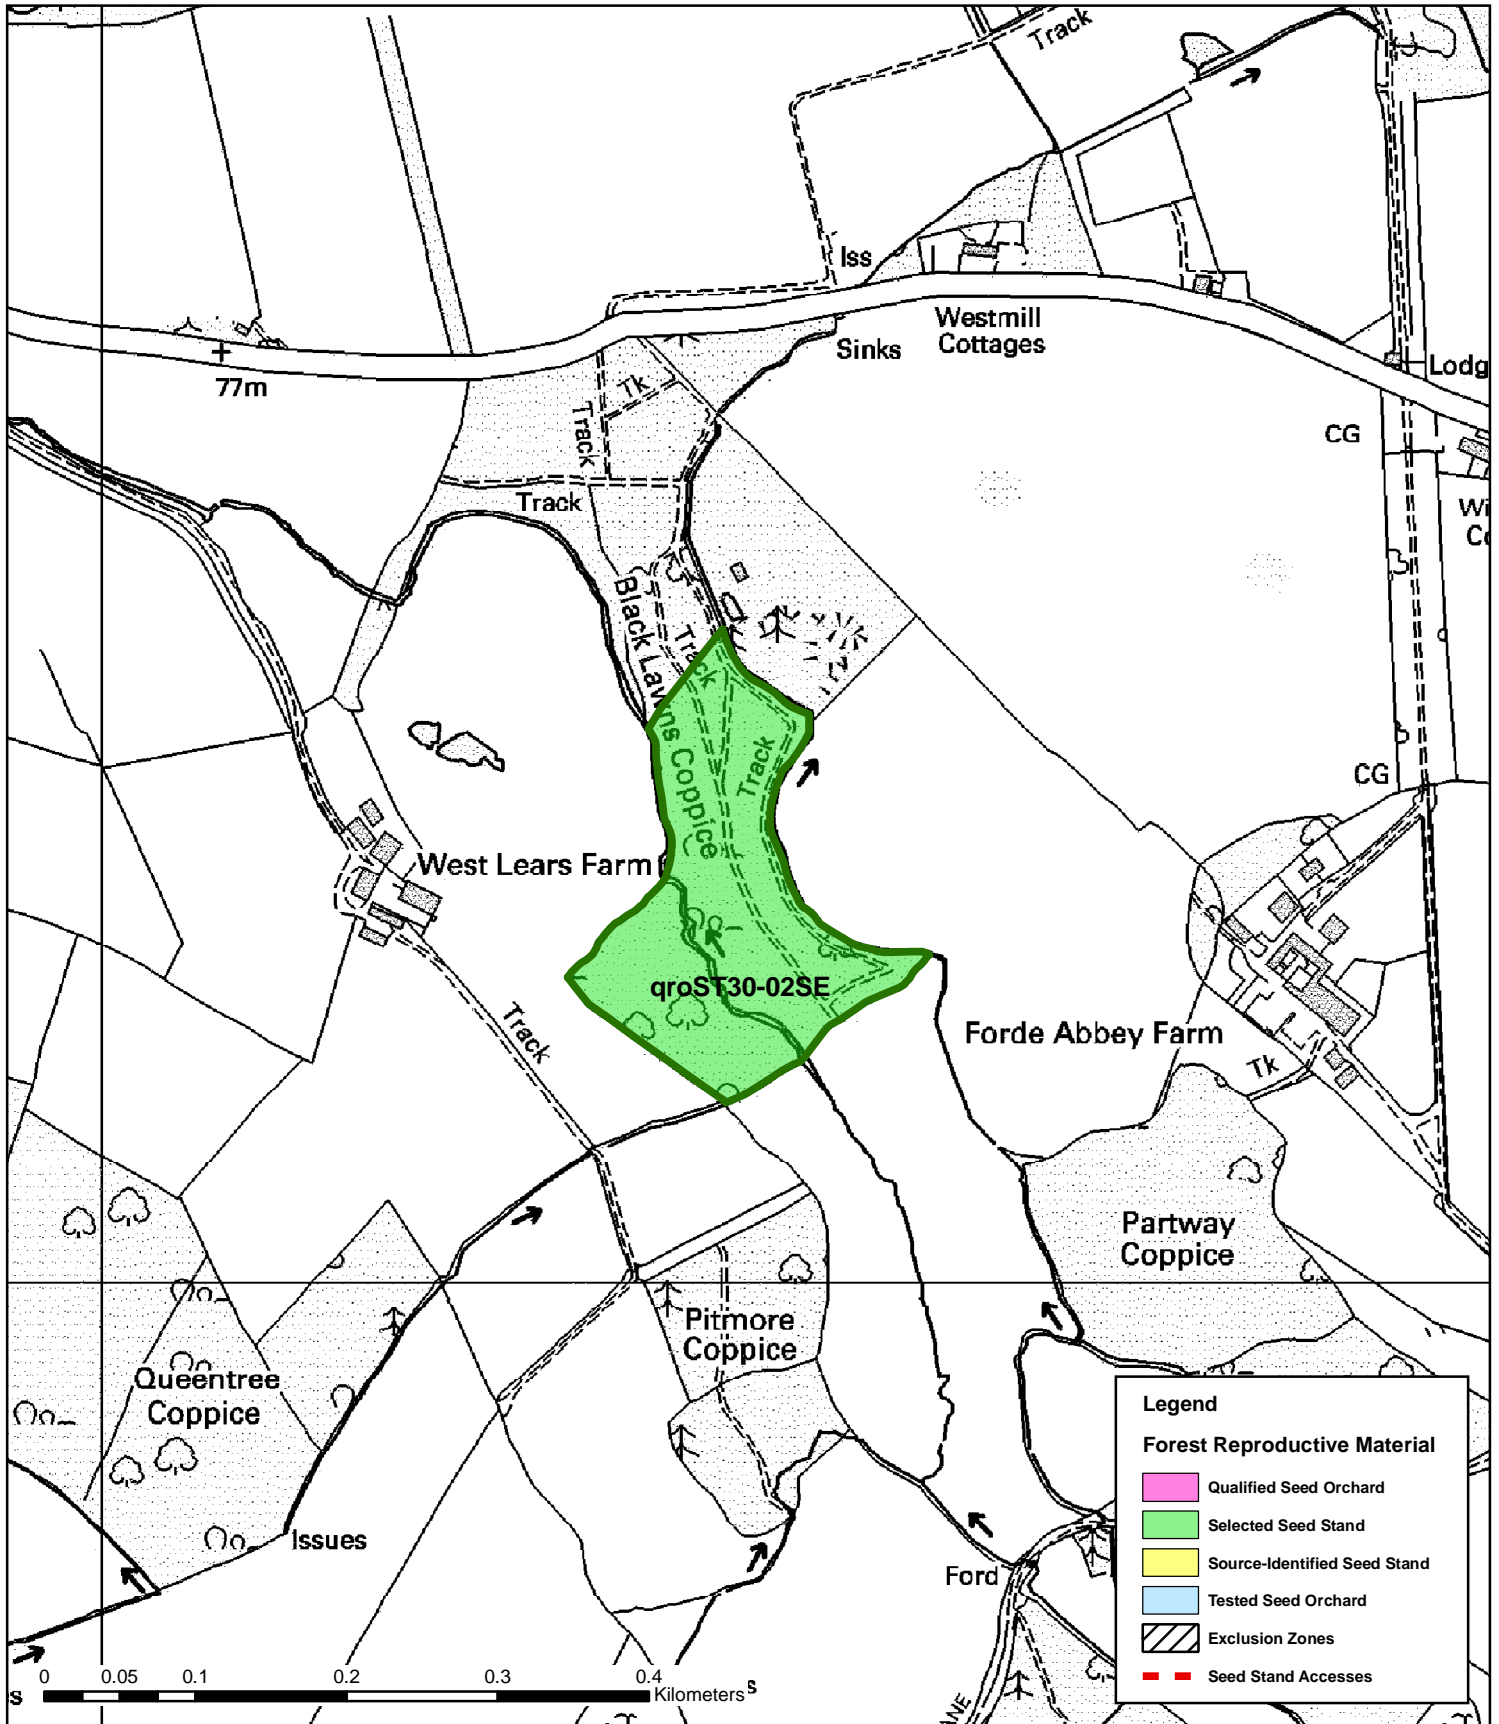 Track
Iss
Westmill
Cottages
Sinks
77m
Lodg
Tk
Track
CG
Track
Wi
Black Lawns Coppice
Track
Track
CG
West Lears Farm
qroST30-02SE
Track
Forde Abbey Farm
Tk
Partway
Coppice
Pitmore
Coppice
Queentree
Coppice
Issues
Ford
Legend
Forest Reproductive Material
Qualified Seed Orchard
Selected Seed Stand
Source-Identified Seed Stand
Tested Seed Orchard
Exclusion Zones
Seed Stand Accesses
0 0.05 0.1 0.2 0.3 0.4
Kilometers
s
s
ANE